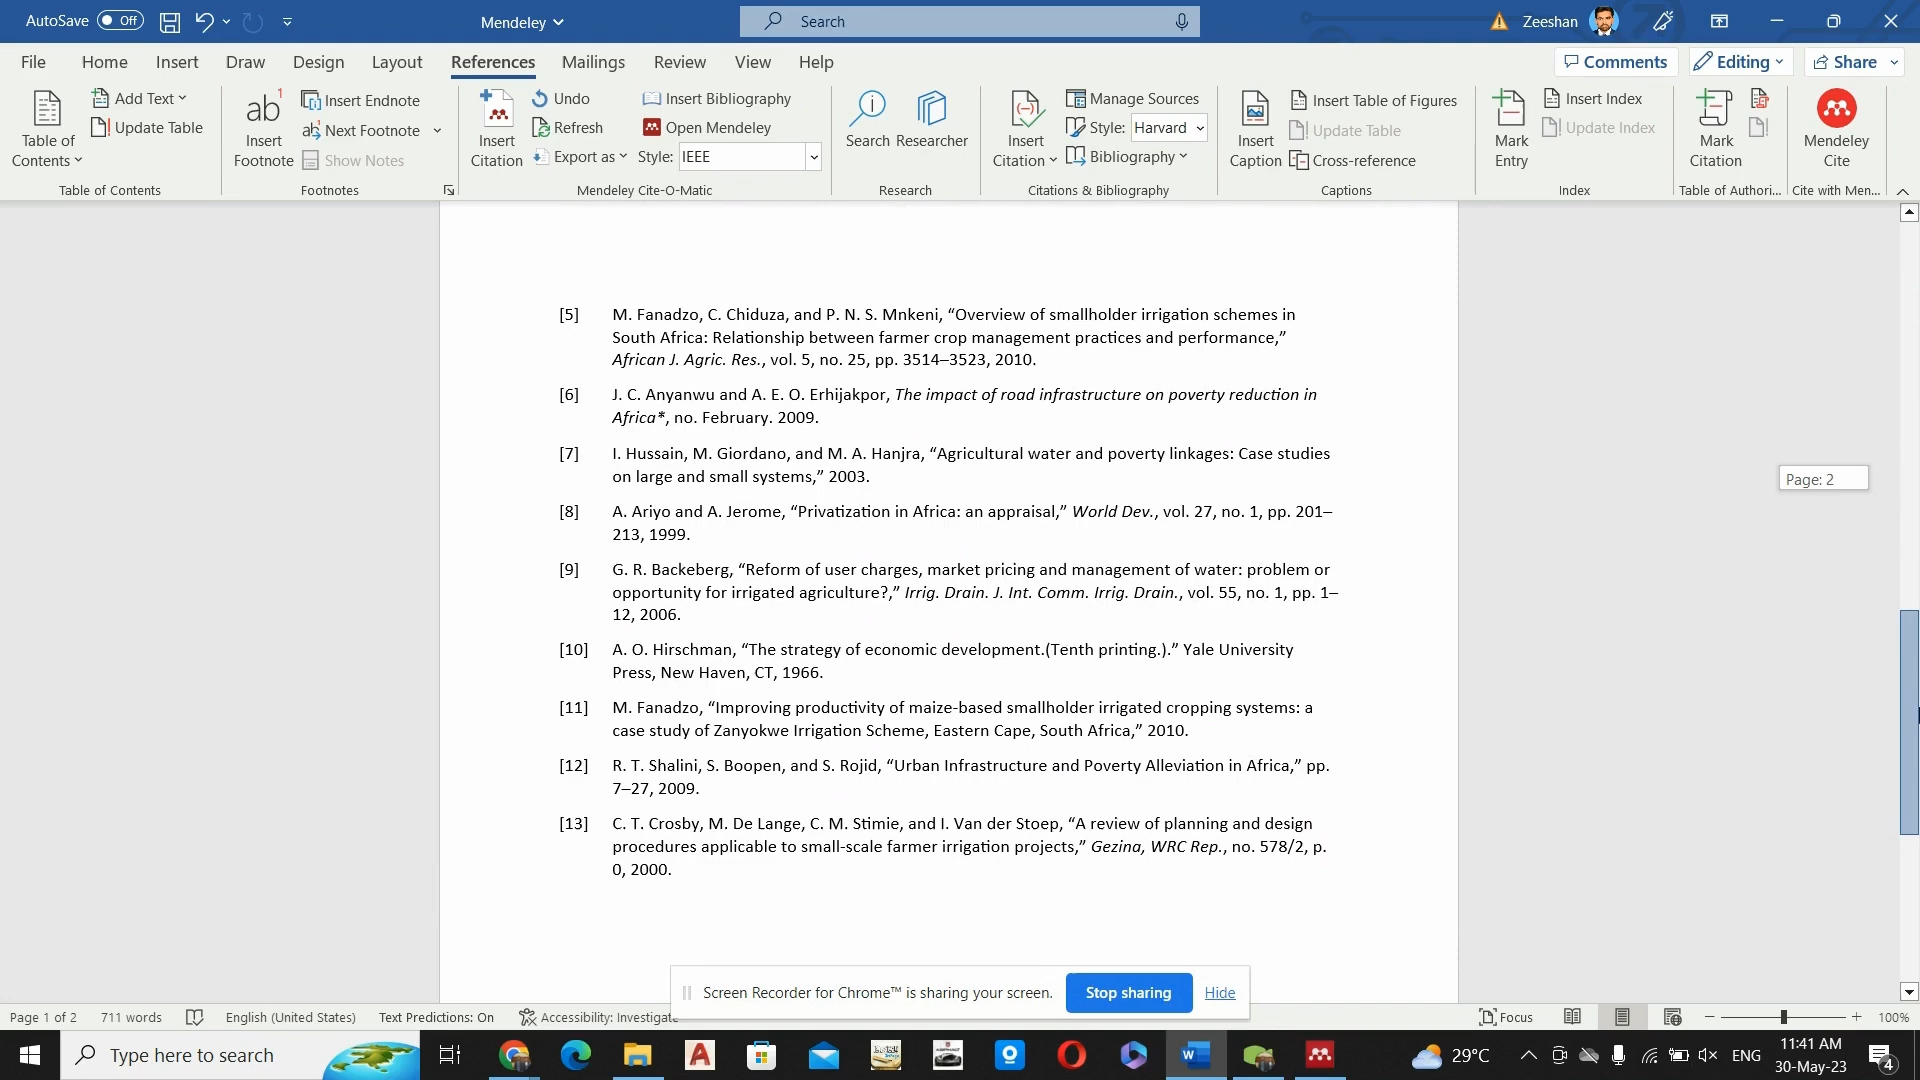 AutoSave Off Mendeley Search Zeeshan
File Home Insert Draw Design Layout References Mailings Review View Help Comments Editing Share
Table of Contents Add Text Update Table
Table of Contents
ab1 Insert Footnote Insert Endnote Next Footnote Show Notes
Footnotes
Insert Citation Undo Refresh Export as Insert Bibliography Open Mendeley Style: IEEE
Mendeley Cite-O-Matic
Search Researcher
Research
Insert Citation Manage Sources Style: Harvard Bibliography
Citations & Bibliography
Insert Caption Insert Table of Figures Update Table Cross-reference
Captions
Mark Entry Insert Index Update Index
Index
Mark Citation
Table of Authori...
Mendeley Cite
Cite with Men...
[5] M. Fanadzo, C. Chiduza, and P. N. S. Mnkeni, “Overview of smallholder irrigation schemes in
South Africa: Relationship between farmer crop management practices and performance,”
African J. Agric. Res., vol. 5, no. 25, pp. 3514–3523, 2010.
[6] J. C. Anyanwu and A. E. O. Erhijakpor, The impact of road infrastructure on poverty reduction in
Africa*, no. February. 2009.
[7] I. Hussain, M. Giordano, and M. A. Hanjra, “Agricultural water and poverty linkages: Case studies
on large and small systems,” 2003.
Page: 2
[8] A. Ariyo and A. Jerome, “Privatization in Africa: an appraisal,” World Dev., vol. 27, no. 1, pp. 201–
213, 1999.
[9] G. R. Backeberg, “Reform of user charges, market pricing and management of water: problem or
opportunity for irrigated agriculture?,” Irrig. Drain. J. Int. Comm. Irrig. Drain., vol. 55, no. 1, pp. 1–
12, 2006.
[10] A. O. Hirschman, “The strategy of economic development.(Tenth printing.).” Yale University
Press, New Haven, CT, 1966.
[11] M. Fanadzo, “Improving productivity of maize-based smallholder irrigated cropping systems: a
case study of Zanyokwe Irrigation Scheme, Eastern Cape, South Africa,” 2010.
[12] R. T. Shalini, S. Boopen, and S. Rojid, “Urban Infrastructure and Poverty Alleviation in Africa,” pp.
7–27, 2009.
[13] C. T. Crosby, M. De Lange, C. M. Stimie, and I. Van der Stoep, “A review of planning and design
procedures applicable to small-scale farmer irrigation projects,” Gezina, WRC Rep., no. 578/2, p.
0, 2000.
Screen Recorder for Chrome™ is sharing your screen. Stop sharing Hide
Page 1 of 2 711 words English (United States) Text Predictions: On Accessibility: Investigate Focus 100%
Type here to search 29°C ENG 11:41 AM
30-May-23 4